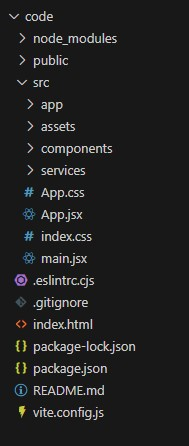 code
node_modules
public
src
app
assets
components
services
App.css
App.jsx
index.css
main.jsx
.eslintrc.cjs
.gitignore
index.html
package-lock.json
package.json
README.md
vite.config.js